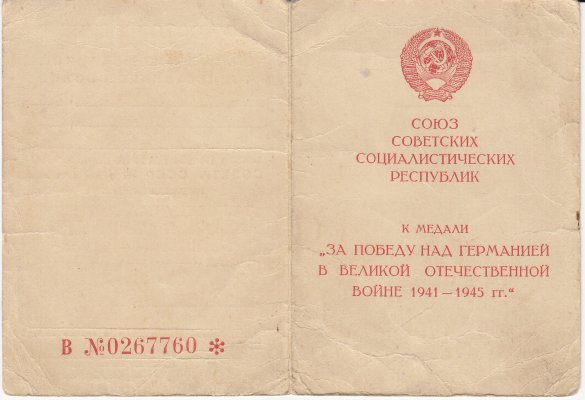 В №0267760 *
СОЮЗ
СОВЕТСКИХ
СОЦИАЛИСТИЧЕСКИХ
РЕСПУБЛИК
К МЕДАЛИ
„ЗА ПОБЕДУ НАД ГЕРМАНИЕЙ
В ВЕЛИКОЙ ОТЕЧЕСТВЕННОЙ
ВОЙНЕ 1941—1945 гг.“